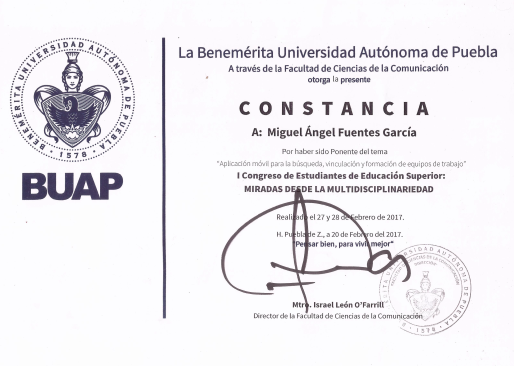 BENEMÉRITA UNIVERSIDAD AUTÓNOMA DE PUEBLA
· 1578 ·
BUAP
La Benemérita Universidad Autónoma de Puebla
A través de la Facultad de Ciencias de la Comunicación
otorga la presente
CONSTANCIA
A: Miguel Ángel Fuentes García
Por haber sido Ponente del tema
"Aplicación móvil para la búsqueda, vinculación y formación de equipos de trabajo"
I Congreso de Estudiantes de Educación Superior:
MIRADAS DESDE LA MULTIDISCIPLINARIEDAD
Realizado el 27 y 28 de Febrero de 2017.
H. Puebla de Z., a 20 de Febrero del 2017.
"Pensar bien, para vivir mejor"
Mtro. Israel León O'Farrill
Director de la Facultad de Ciencias de la Comunicación
BENEMÉRITA UNIVERSIDAD AUTÓNOMA DE PUEBLA
1578